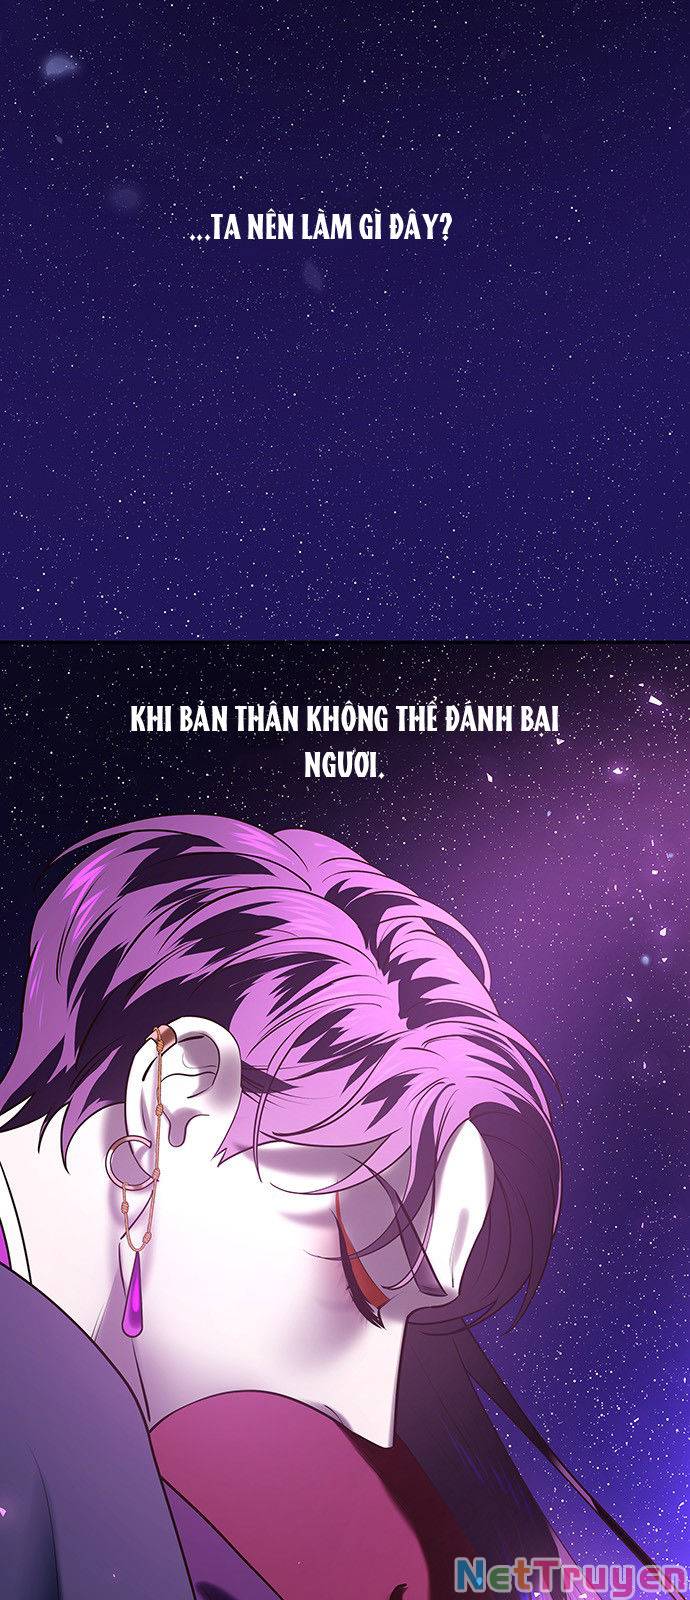 ...TA NÊN LÀM GÌ ĐÂY?
KHI BẢN THÂN KHÔNG THỂ ĐÁNH BẠI
NGƯƠI.
NetTruyen